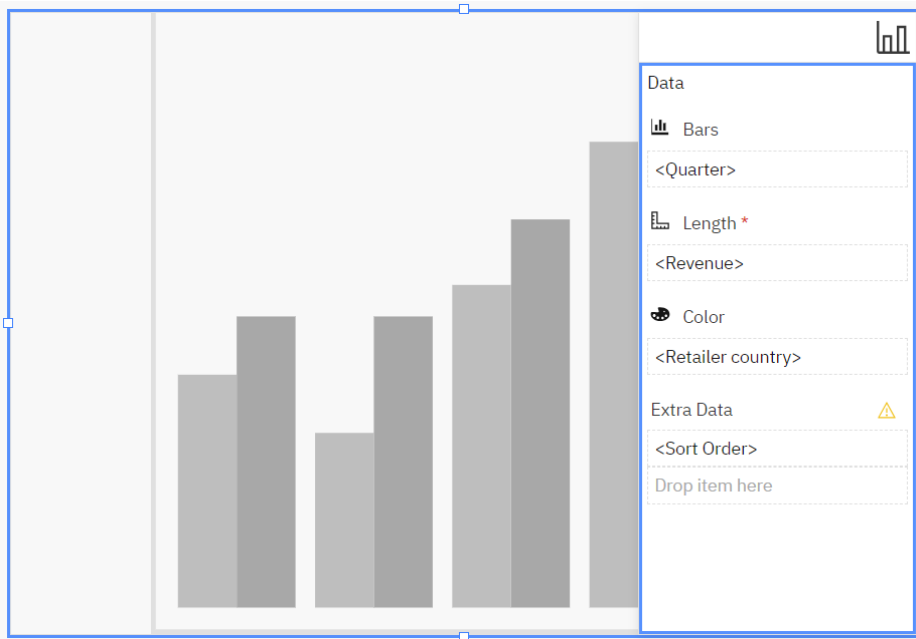 Data
Bars
<Quarter>
Length *
<Revenue>
Color
<Retailer country>
Extra Data
<Sort Order>
Drop item here